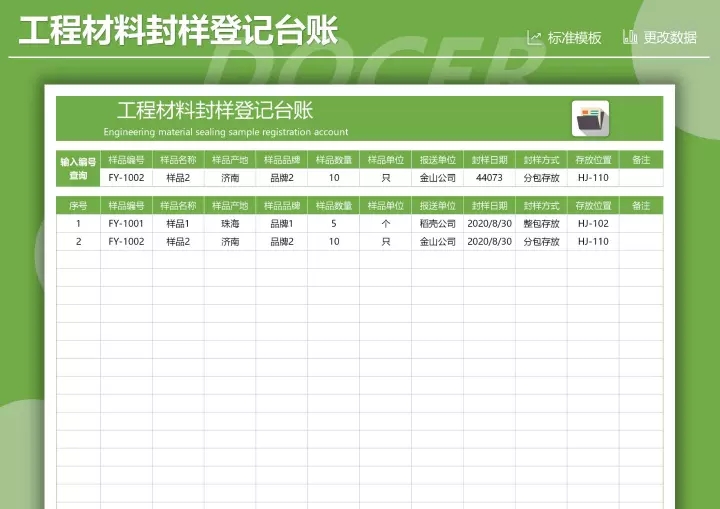 工程材料封样登记台账
标准模板 更改数据
DOCER
工程材料封样登记台账
Engineering material sealing sample registration account
输入编号查询 样品编号 样品名称 样品产地 样品品牌 样品数量 样品单位 报送单位 封样日期 封样方式 存放位置 备注
FY-1002 样品2 济南 品牌2 10 只 金山公司 44073 分包存放 HJ-110
序号 样品编号 样品名称 样品产地 样品品牌 样品数量 样品单位 报送单位 封样日期 封样方式 存放位置 备注
1 FY-1001 样品1 珠海 品牌1 5 个 稻壳公司 2020/8/30 整包存放 HJ-102
2 FY-1002 样品2 济南 品牌2 10 只 金山公司 2020/8/30 分包存放 HJ-110